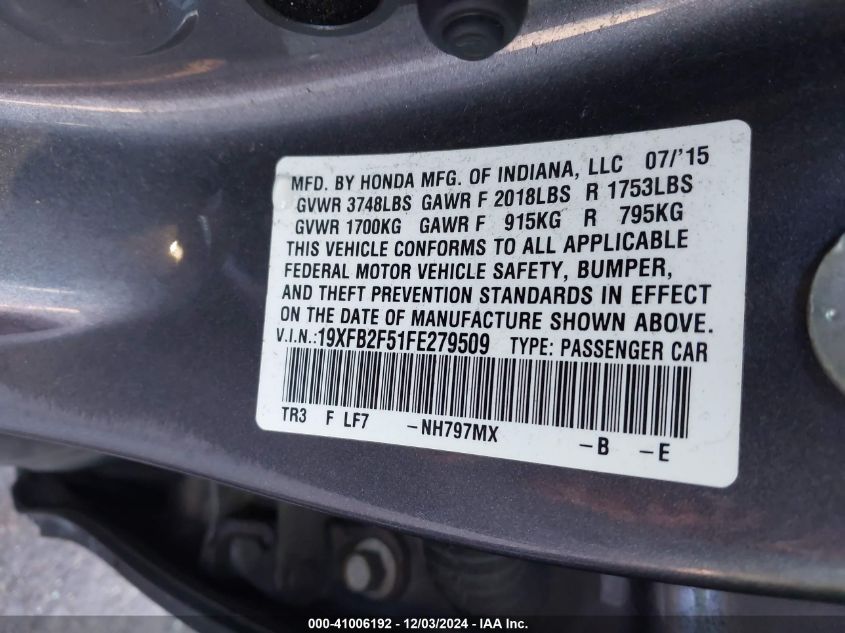 MFD. BY HONDA MFG. OF INDIANA, LLC 07/'15
GVWR 3748LBS GAWR F 2018LBS R 1753LBS
GVWR 1700KG GAWR F 915KG R 795KG
THIS VEHICLE CONFORMS TO ALL APPLICABLE
FEDERAL MOTOR VEHICLE SAFETY, BUMPER,
AND THEFT PREVENTION STANDARDS IN EFFECT
ON THE DATE OF MANUFACTURE SHOWN ABOVE.
V.I.N.:19XFB2F51FE279509 TYPE: PASSENGER CAR
TR3 F LF7 -NH797MX -B -E
000-41006192 - 12/03/2024 - IAA Inc.